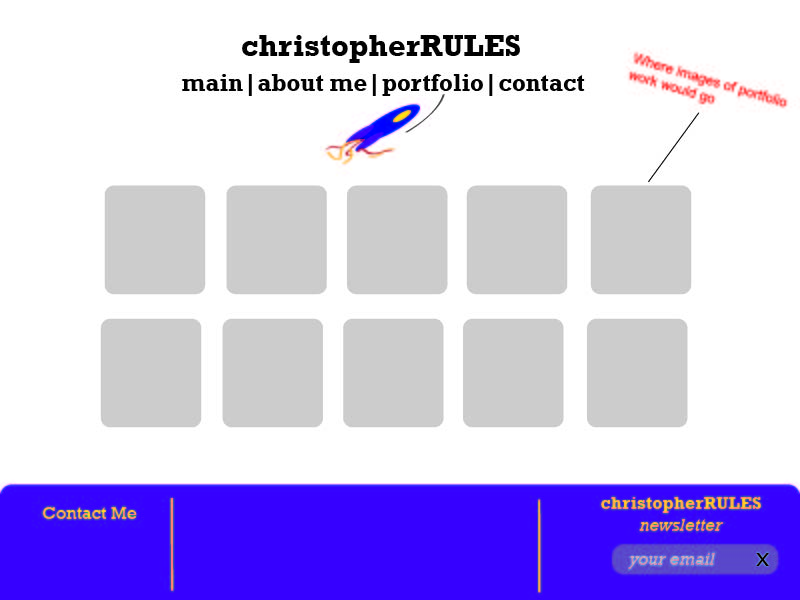 christopherRULES
main|about me|portfolio|contact
Where images of portfolio
work would go
Contact Me
christopherRULES
newsletter
your email X